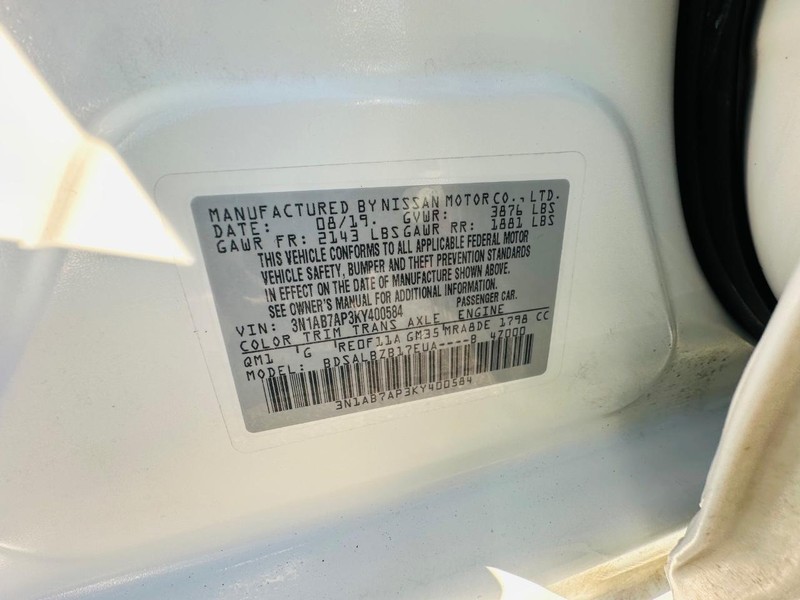 MANUFACTURED BY NISSAN MOTOR CO., LTD.
DATE: 08/19. GVWR: 3876 LBS
GAWR FR: 2143 LBS GAWR RR: 1881 LBS
THIS VEHICLE CONFORMS TO ALL APPLICABLE FEDERAL MOTOR
VEHICLE SAFETY, BUMPER AND THEFT PREVENTION STANDARDS
IN EFFECT ON THE DATE OF MANUFACTURE SHOWN ABOVE.
SEE OWNER'S MANUAL FOR ADDITIONAL INFORMATION.
VIN: 3N1AB7AP3KY400584 PASSENGER CAR.
COLOR TRIM TRANS AXLE ENGINE
QM1 'G 'RE0F11A GM35 MRA8DE 1798 CC
MODEL: BDSALBZB17EUA----B 47000
3N1AB7AP3KY400584